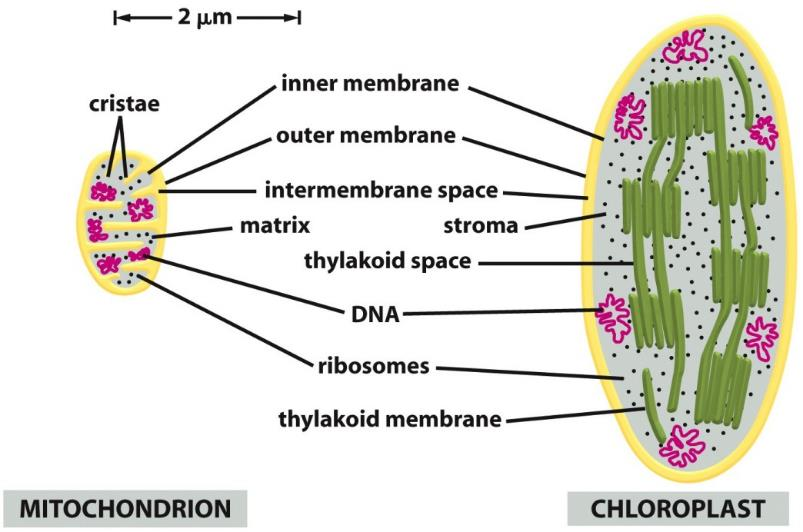 2 μm
inner membrane
cristae
outer membrane
intermembrane space
matrix
stroma
thylakoid space
DNA
ribosomes
thylakoid membrane
MITOCHONDRION
CHLOROPLAST